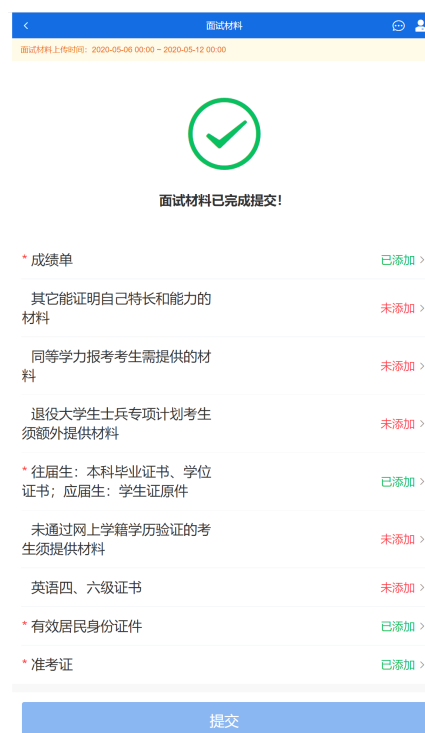 面试材料
面试材料上传时间：2020-05-06 00:00 ~ 2020-05-12 00:00
面试材料已完成提交！
* 成绩单 已添加
其它能证明自己特长和能力的
材料 未添加
同等学力报考考生需提供的材
料 未添加
退役大学生士兵专项计划考生
须额外提供材料 未添加
* 往届生：本科毕业证书、学位
证书；应届生：学生证原件 已添加
未通过网上学籍学历验证的考
生须提供材料 未添加
英语四、六级证书 未添加
* 有效居民身份证件 已添加
* 准考证 已添加
提交